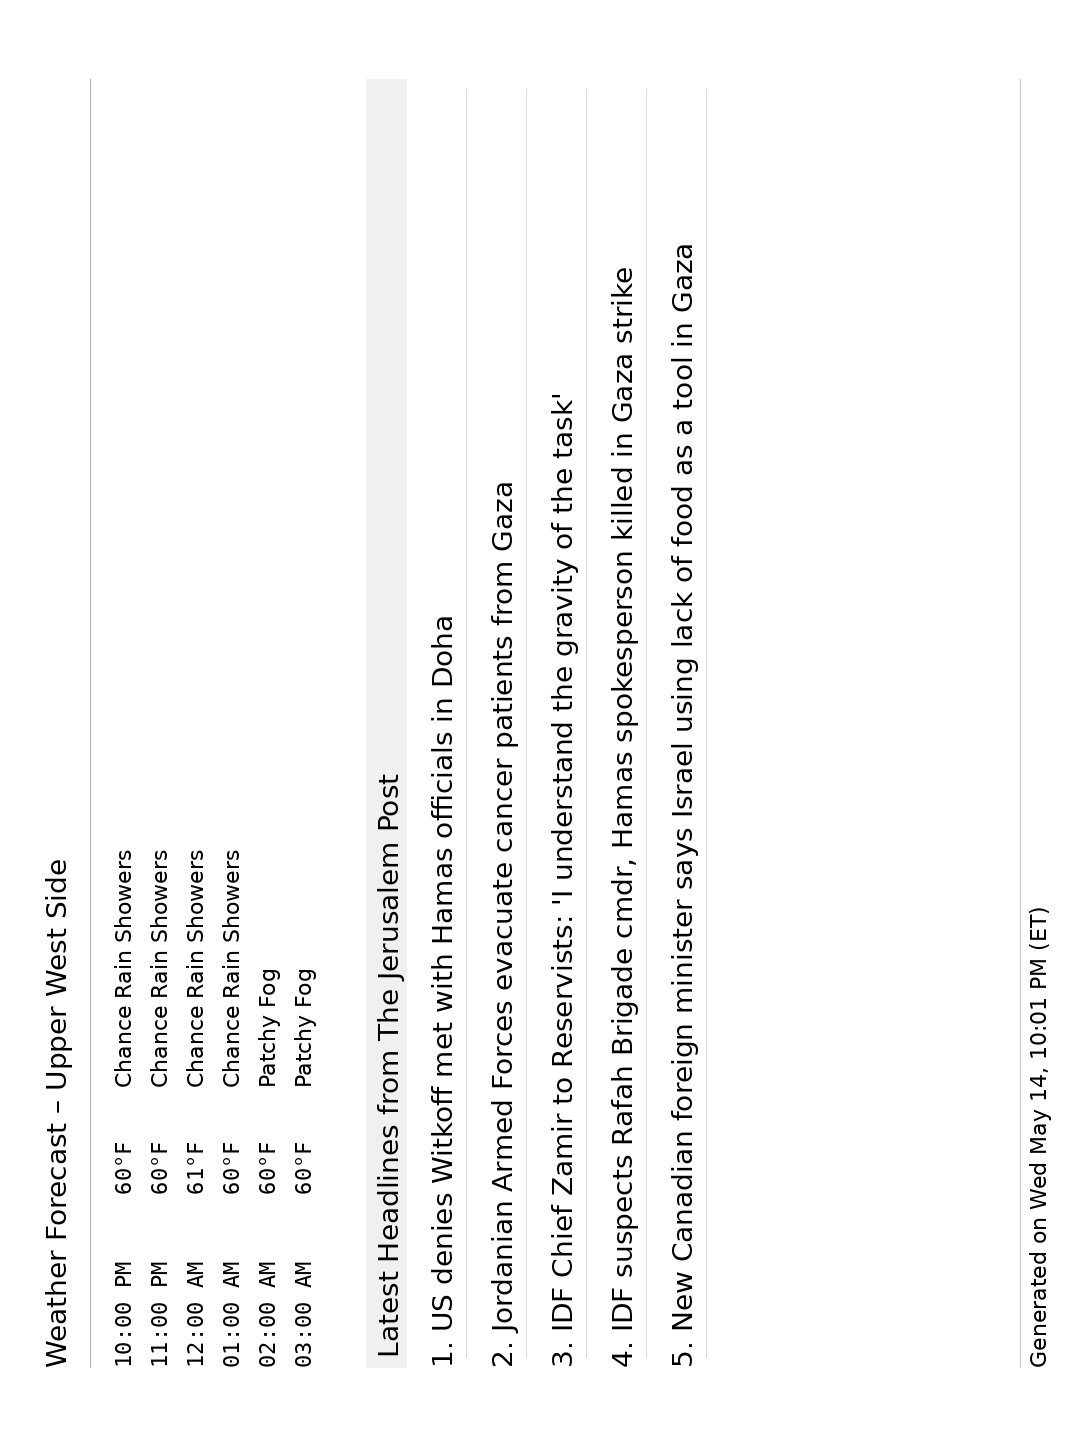 Weather Forecast – Upper West Side
10:00 PM 60°F Chance Rain Showers
11:00 PM 60°F Chance Rain Showers
12:00 AM 61°F Chance Rain Showers
01:00 AM 60°F Chance Rain Showers
02:00 AM 60°F Patchy Fog
03:00 AM 60°F Patchy Fog
Latest Headlines from The Jerusalem Post
1. US denies Witkoff met with Hamas officials in Doha
2. Jordanian Armed Forces evacuate cancer patients from Gaza
3. IDF Chief Zamir to Reservists: 'I understand the gravity of the task'
4. IDF suspects Rafah Brigade cmdr, Hamas spokesperson killed in Gaza strike
5. New Canadian foreign minister says Israel using lack of food as a tool in Gaza
Generated on Wed May 14, 10:01 PM (ET)